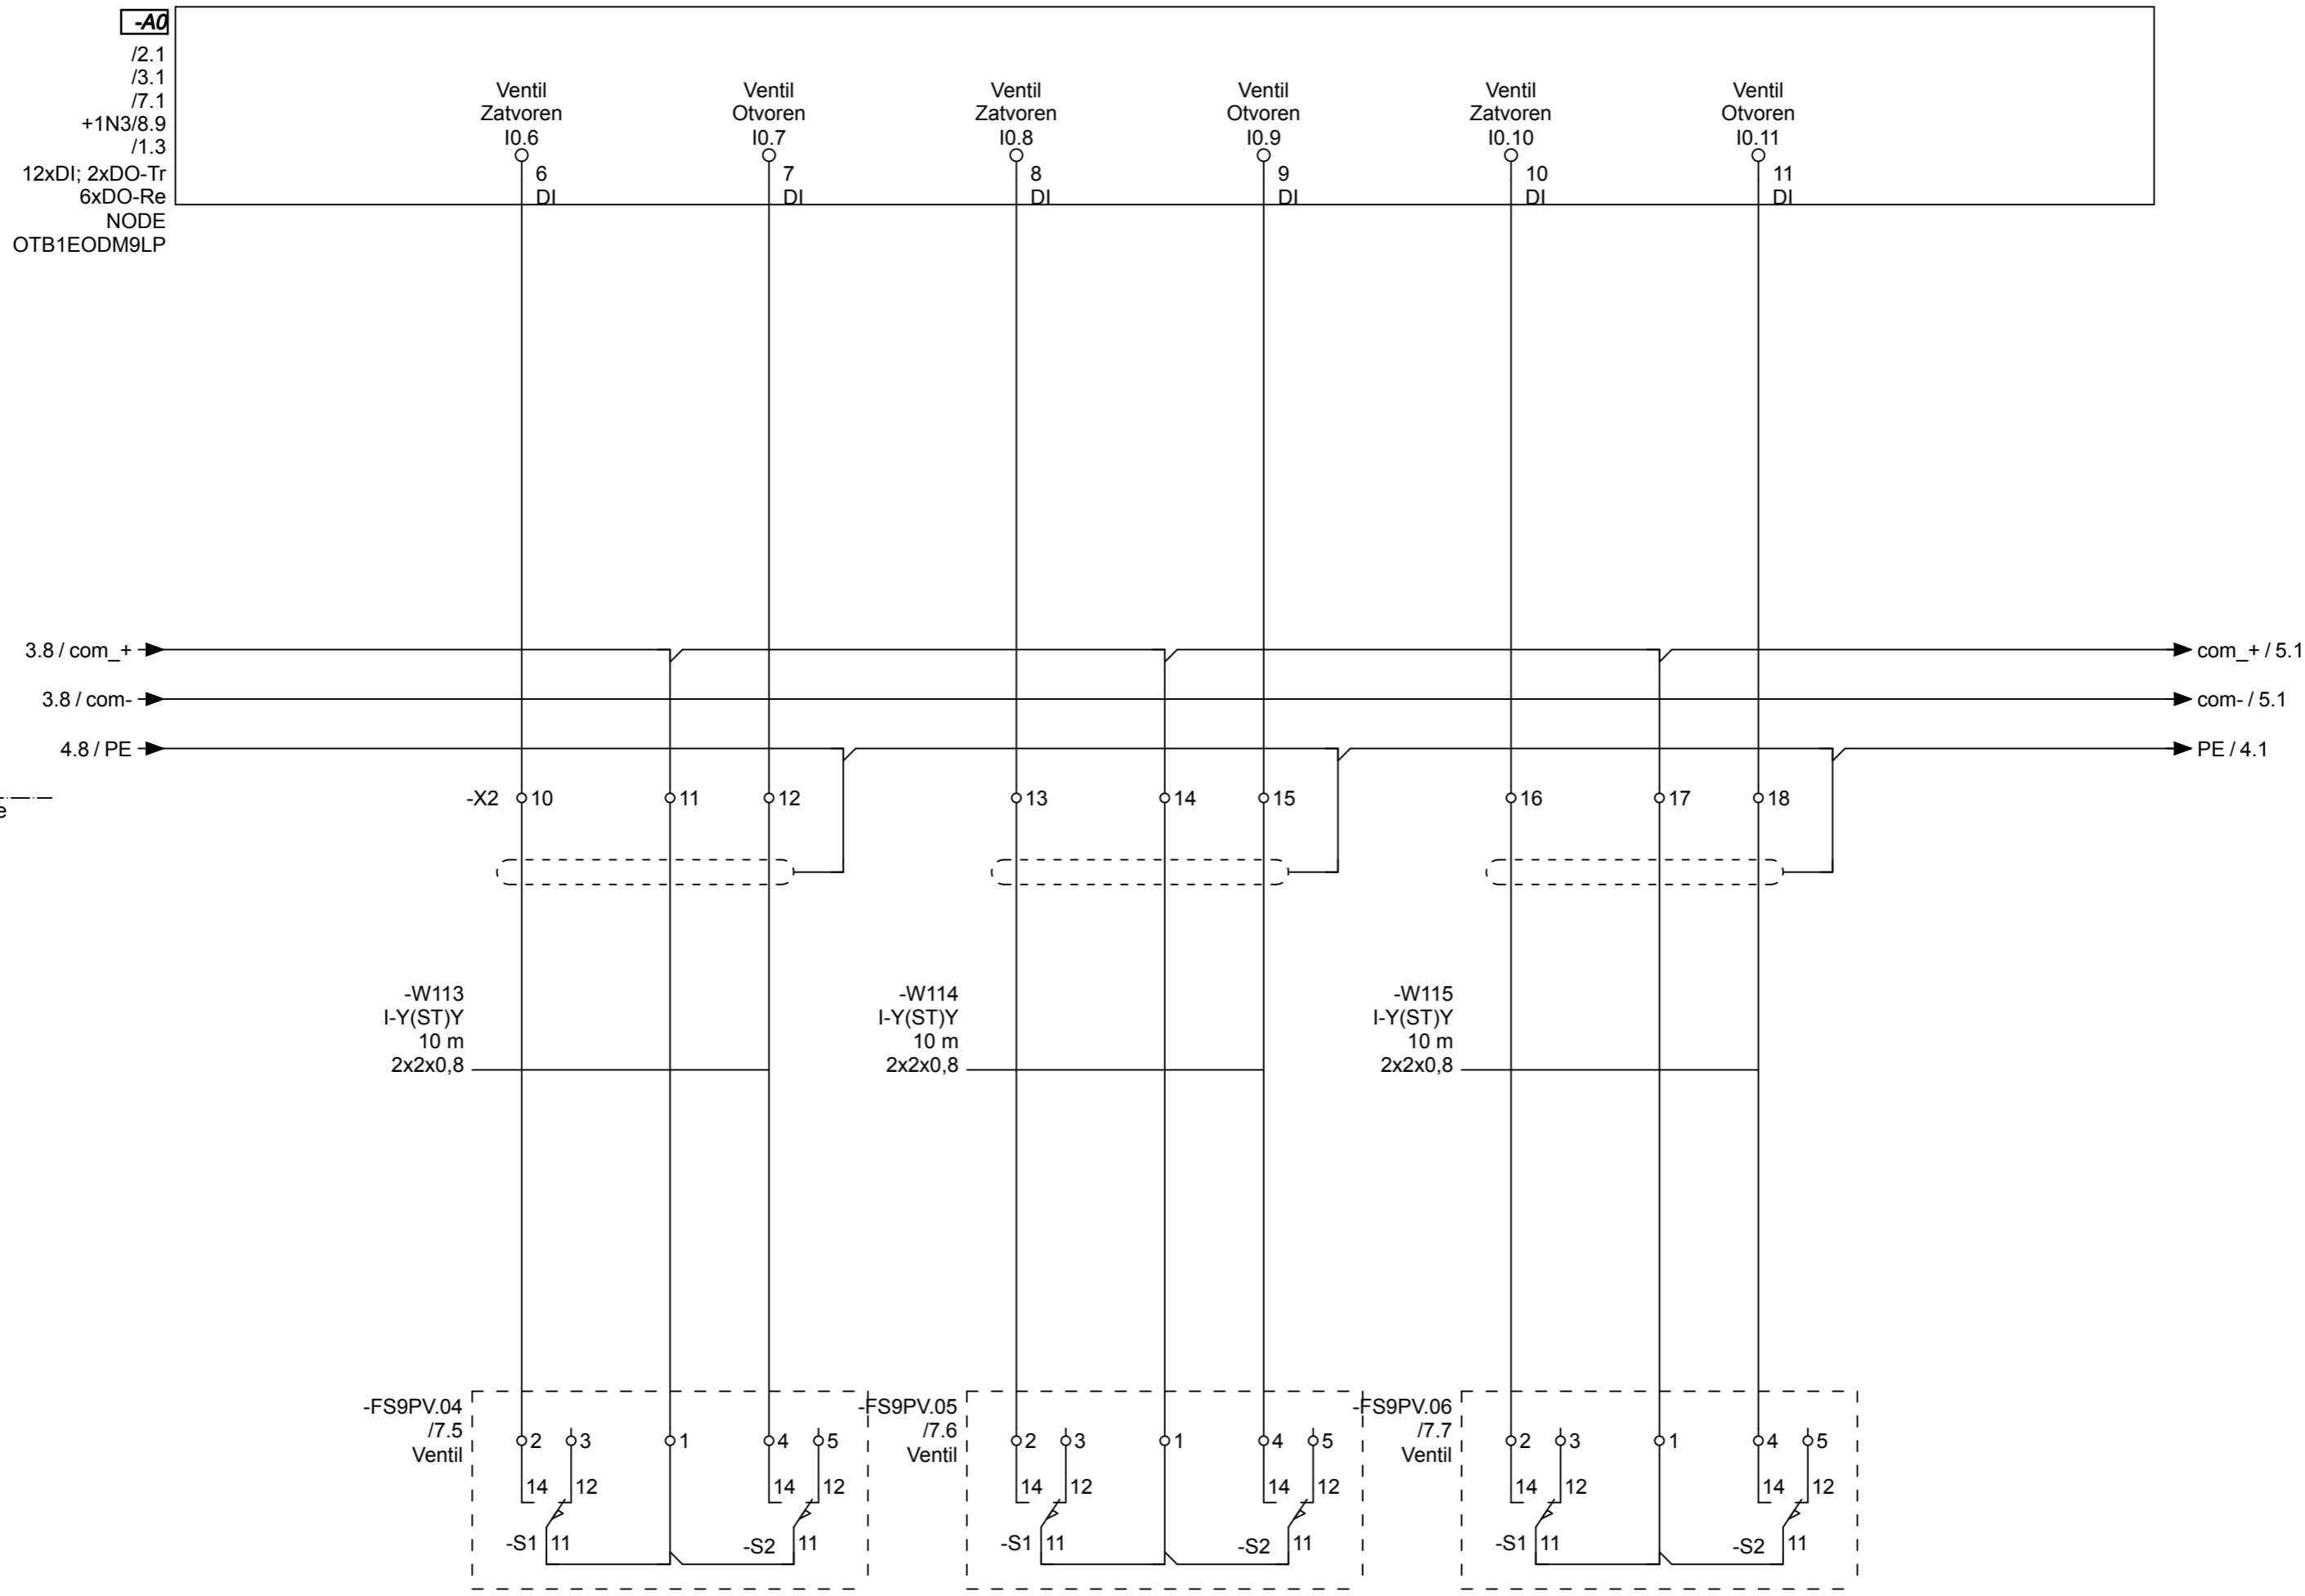 -A0
/2.1
/3.1
/7.1
+1N3/8.9
/1.3
12xDI; 2xDO-Tr
6xDO-Re
NODE
OTB1EODM9LP
Ventil
Zatvoren
I0.6
6
DI
Ventil
Otvoren
I0.7
7
DI
Ventil
Zatvoren
I0.8
8
DI
Ventil
Otvoren
I0.9
9
DI
Ventil
Zatvoren
I0.10
10
DI
Ventil
Otvoren
I0.11
11
DI
3.8 / com_+
com_+ / 5.1
3.8 / com-
com- / 5.1
4.8 / PE
PE / 4.1
e
-X2 10 11 12 13 14 15 16 17 18
-W113
I-Y(ST)Y
10 m
2x2x0,8
-W114
I-Y(ST)Y
10 m
2x2x0,8
-W115
I-Y(ST)Y
10 m
2x2x0,8
-FS9PV.04
/7.5
Ventil
2 3 1 4 5
14 12 14 12
-S1 11 -S2 11
-FS9PV.05
/7.6
Ventil
2 3 1 4 5
14 12 14 12
-S1 11 -S2 11
-FS9PV.06
/7.7
Ventil
2 3 1 4 5
14 12 14 12
-S1 11 -S2 11